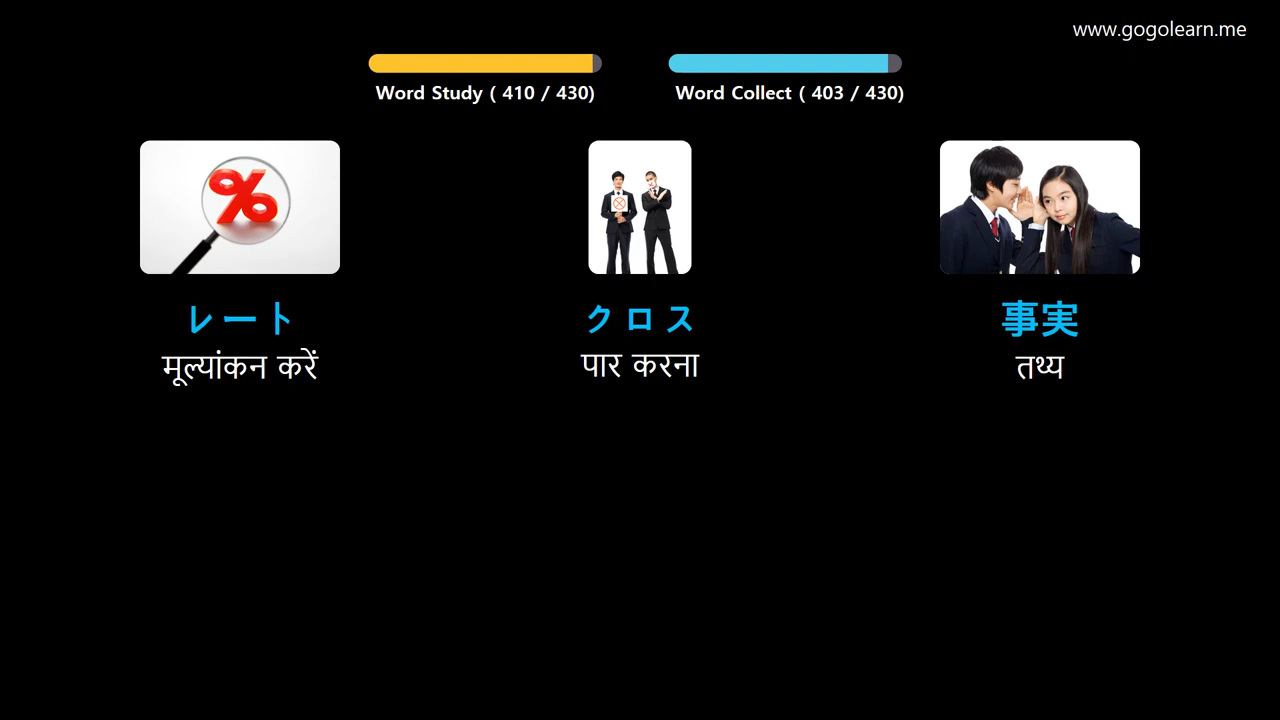 www.gogolearn.me
Word Study ( 410 / 430)
Word Collect ( 403 / 430)
%
レート
クロス
事実
मूल्यांकन करें
पार करना
तथ्य